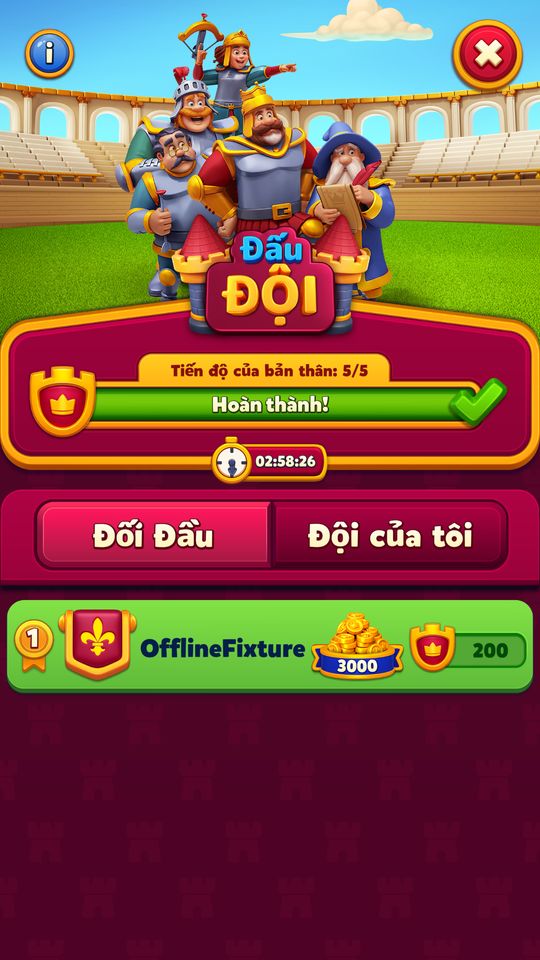 i
Đấu
ĐỘI
Tiến độ của bản thân: 5/5
Hoàn thành!
02:58:26
Đối Đầu
Đội của tôi
1
OfflineFixture
3000
200